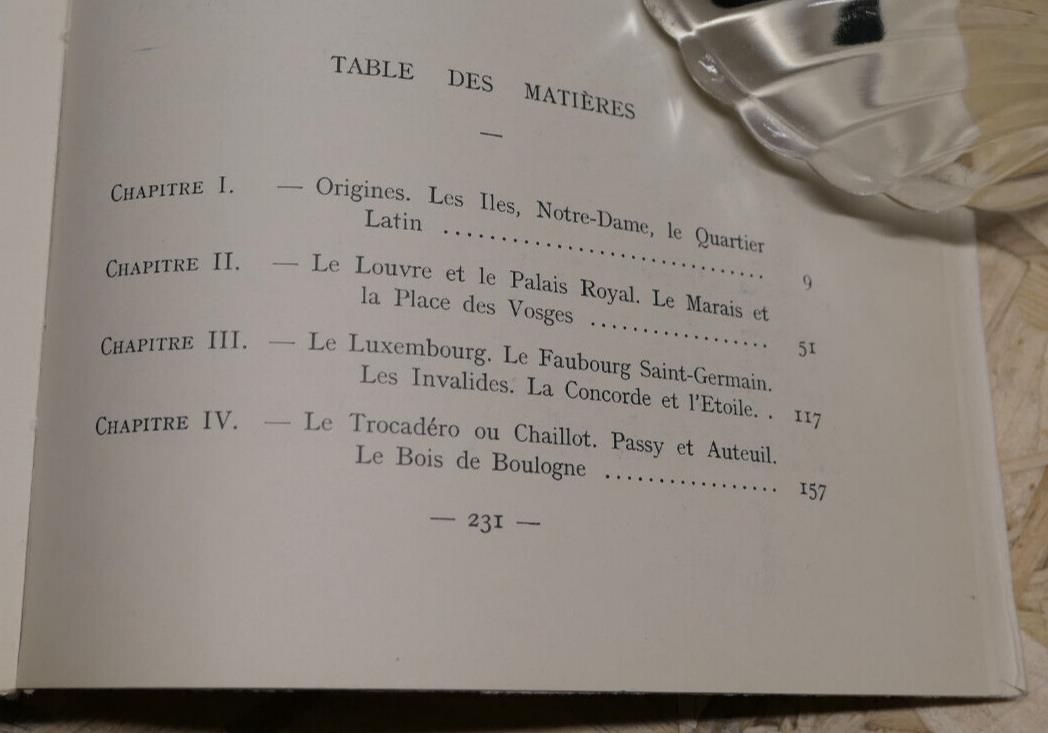 TABLE DES MATIÈRES
—
CHAPITRE I. — Origines. Les Iles, Notre-Dame, le Quartier
Latin ............................ 9
CHAPITRE II. — Le Louvre et le Palais Royal. Le Marais et
la Place des Vosges ................ 51
CHAPITRE III. — Le Luxembourg. Le Faubourg Saint-Germain.
Les Invalides. La Concorde et l'Etoile. . 117
CHAPITRE IV. — Le Trocadéro ou Chaillot. Passy et Auteuil.
Le Bois de Boulogne ................ 157
— 231 —